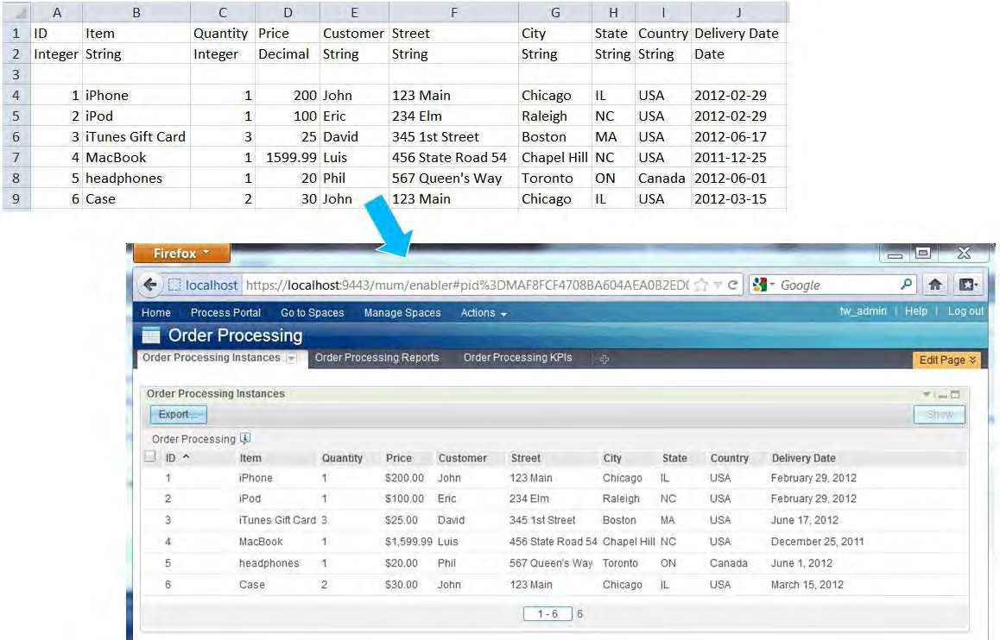 A B C D E F G H I J
1 ID Item Quantity Price Customer Street City State Country Delivery Date
2 Integer String Integer Decimal String String String String String Date
3
4 1 iPhone 1 200 John 123 Main Chicago IL USA 2012-02-29
5 2 iPod 1 100 Eric 234 Elm Raleigh NC USA 2012-02-29
6 3 iTunes Gift Card 3 25 David 345 1st Street Boston MA USA 2012-06-17
7 4 MacBook 1 1599.99 Luis 456 State Road 54 Chapel Hill NC USA 2011-12-25
8 5 headphones 1 20 Phil 567 Queen's Way Toronto ON Canada 2012-06-01
9 6 Case 2 30 John 123 Main Chicago IL USA 2012-03-15
Firefox
localhost https://localhost:9443/mum/enabler#pid%3DMAF8FCF4708BA604AEA0B2ED( Google
Home Process Portal Go to Spaces Manage Spaces Actions tw_admin | Help | Log out
Order Processing
Order Processing Instances Order Processing Reports Order Processing KPIs Edit Page
Order Processing Instances
Export... Show
Order Processing
ID Item Quantity Price Customer Street City State Country Delivery Date
1 iPhone 1 $200.00 John 123 Main Chicago IL USA February 29, 2012
2 iPod 1 $100.00 Eric 234 Elm Raleigh NC USA February 29, 2012
3 iTunes Gift Card 3 $25.00 David 345 1st Street Boston MA USA June 17, 2012
4 MacBook 1 $1,599.99 Luis 456 State Road 54 Chapel Hill NC USA December 25, 2011
5 headphones 1 $20.00 Phil 567 Queen's Way Toronto ON Canada June 1, 2012
6 Case 2 $30.00 John 123 Main Chicago IL USA March 15, 2012
1 - 6 6